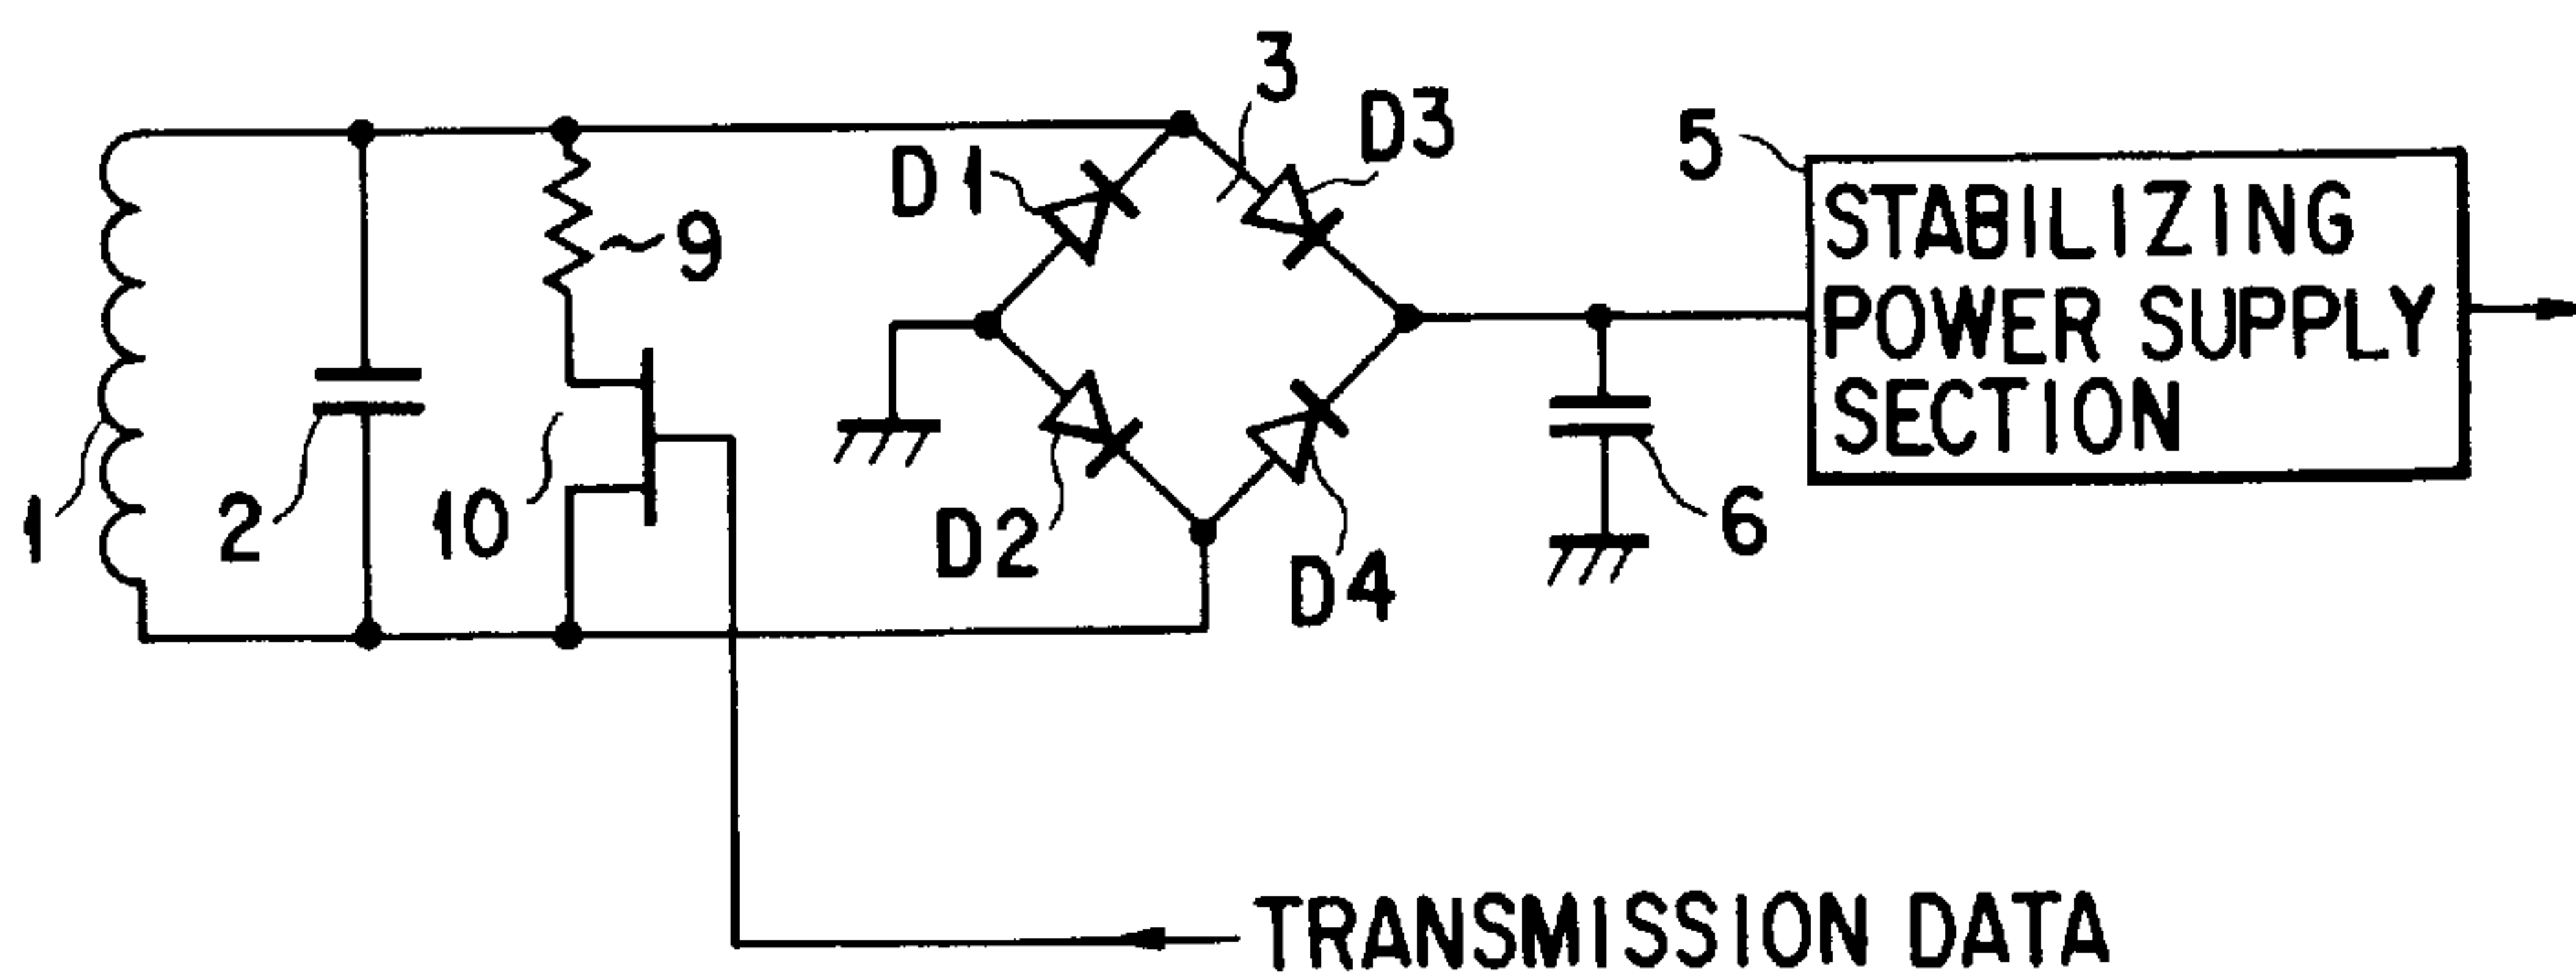 3
D3
5
D1
STABILIZING
POWER SUPPLY
SECTION
9
1
2
10
D2
D4
6
TRANSMISSION DATA